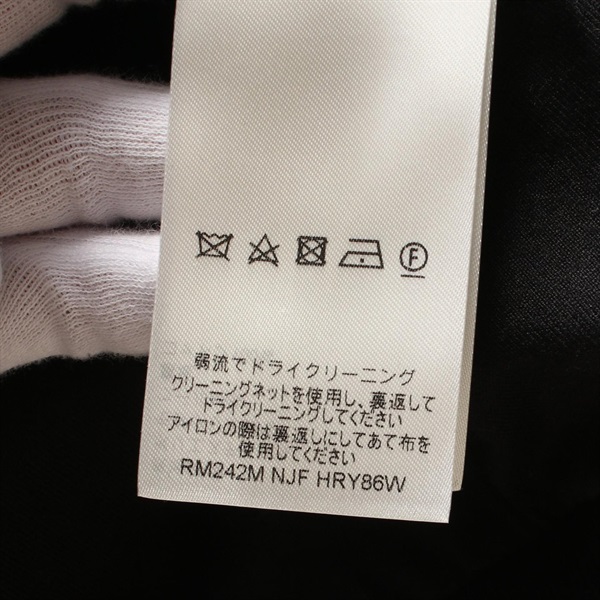 F
弱流でドライクリーニング
クリーニングネットを使用し、裏返して
ドライクリーニングしてください
アイロンの際は裏返しにしてあて布を
使用してください
RM242M NJF HRY86W